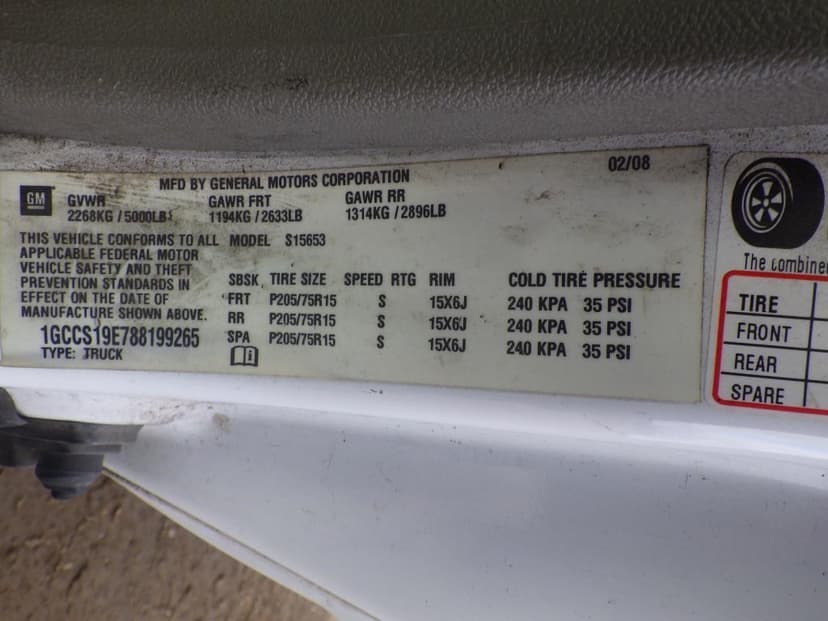 02/08
MFD BY GENERAL MOTORS CORPORATION
GM
GVWR GAWR FRT GAWR RR
2268KG / 5000LB 1194KG / 2633LB 1314KG / 2896LB
THIS VEHICLE CONFORMS TO ALL MODEL S15653
APPLICABLE FEDERAL MOTOR
VEHICLE SAFETY AND THEFT
PREVENTION STANDARDS IN
EFFECT ON THE DATE OF
MANUFACTURE SHOWN ABOVE.
1GCCS19E788199265
TYPE: TRUCK
SBSK TIRE SIZE SPEED RTG RIM COLD TIRE PRESSURE
FRT P205/75R15 S 15X6J 240 KPA 35 PSI
RR P205/75R15 S 15X6J 240 KPA 35 PSI
SPA P205/75R15 S 15X6J 240 KPA 35 PSI
The combine
TIRE
FRONT
REAR
SPARE